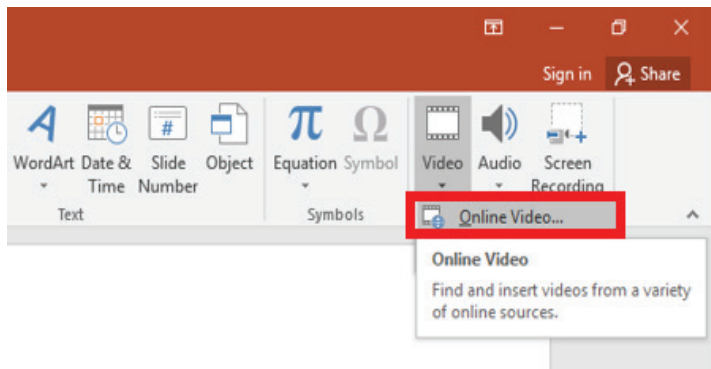 Sign in Share
WordArt Date & Time Slide Number Object Equation Symbol Video Audio Screen Recording
Text Symbols
Online Video...
Online Video
Find and insert videos from a variety
of online sources.